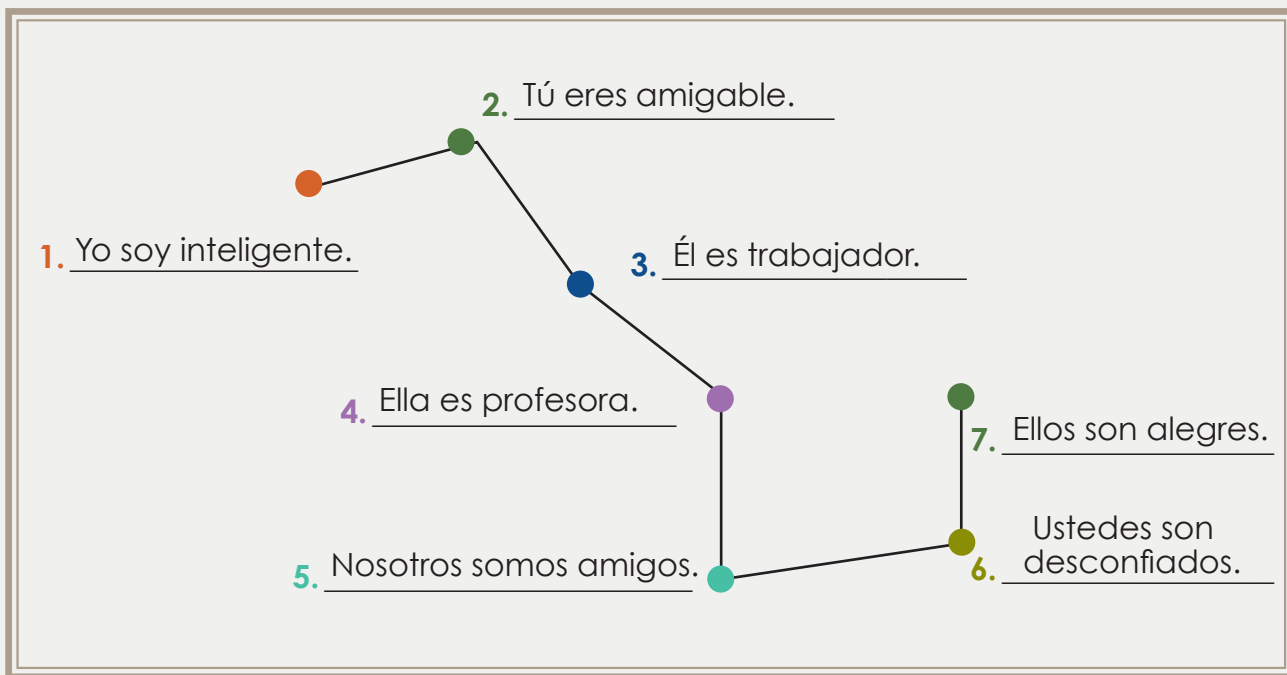 1. Yo soy inteligente.
2. Tú eres amigable.
3. Él es trabajador.
4. Ella es profesora.
5. Nosotros somos amigos.
6. Ustedes son
desconfiados.
7. Ellos son alegres.